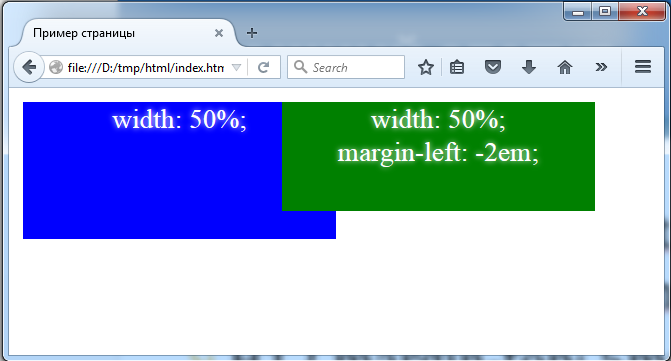 Пример страницы
file:///D:/tmp/html/index.htm
Search
width: 50%;
width: 50%;
margin-left: -2em;